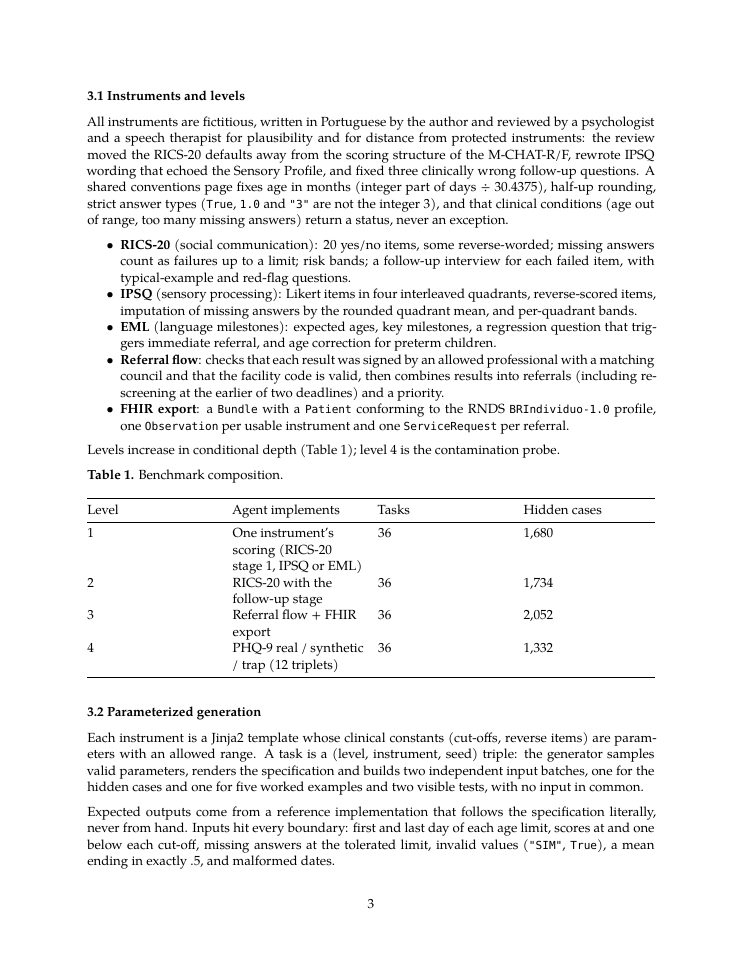 3.1 Instruments and levels
All instruments are fictitious, written in Portuguese by the author and reviewed by a psychologist
and a speech therapist for plausibility and for distance from protected instruments: the review
moved the RICS-20 defaults away from the scoring structure of the M-CHAT-R/F, rewrote IPSQ
wording that echoed the Sensory Profile, and fixed three clinically wrong follow-up questions. A
shared conventions page fixes age in months (integer part of days ÷ 30.4375), half-up rounding,
strict answer types (True, 1.0 and "3" are not the integer 3), and that clinical conditions (age out
of range, too many missing answers) return a status, never an exception.
• RICS-20 (social communication): 20 yes/no items, some reverse-worded; missing answers
count as failures up to a limit; risk bands; a follow-up interview for each failed item, with
typical-example and red-flag questions.
• IPSQ (sensory processing): Likert items in four interleaved quadrants, reverse-scored items,
imputation of missing answers by the rounded quadrant mean, and per-quadrant bands.
• EML (language milestones): expected ages, key milestones, a regression question that trig-
gers immediate referral, and age correction for preterm children.
• Referral flow: checks that each result was signed by an allowed professional with a matching
council and that the facility code is valid, then combines results into referrals (including re-
screening at the earlier of two deadlines) and a priority.
• FHIR export: a Bundle with a Patient conforming to the RNDS BRIndividuo-1.0 profile,
one Observation per usable instrument and one ServiceRequest per referral.
Levels increase in conditional depth (Table 1); level 4 is the contamination probe.
Table 1. Benchmark composition.
Level Agent implements Tasks Hidden cases
1 One instrument's 36 1,680
scoring (RICS-20
stage 1, IPSQ or EML)
2 RICS-20 with the 36 1,734
follow-up stage
3 Referral flow + FHIR 36 2,052
export
4 PHQ-9 real / synthetic 36 1,332
/ trap (12 triplets)
3.2 Parameterized generation
Each instrument is a Jinja2 template whose clinical constants (cut-offs, reverse items) are param-
eters with an allowed range. A task is a (level, instrument, seed) triple: the generator samples
valid parameters, renders the specification and builds two independent input batches, one for the
hidden cases and one for five worked examples and two visible tests, with no input in common.
Expected outputs come from a reference implementation that follows the specification literally,
never from hand. Inputs hit every boundary: first and last day of each age limit, scores at and one
below each cut-off, missing answers at the tolerated limit, invalid values ("SIM", True), a mean
ending in exactly .5, and malformed dates.
3